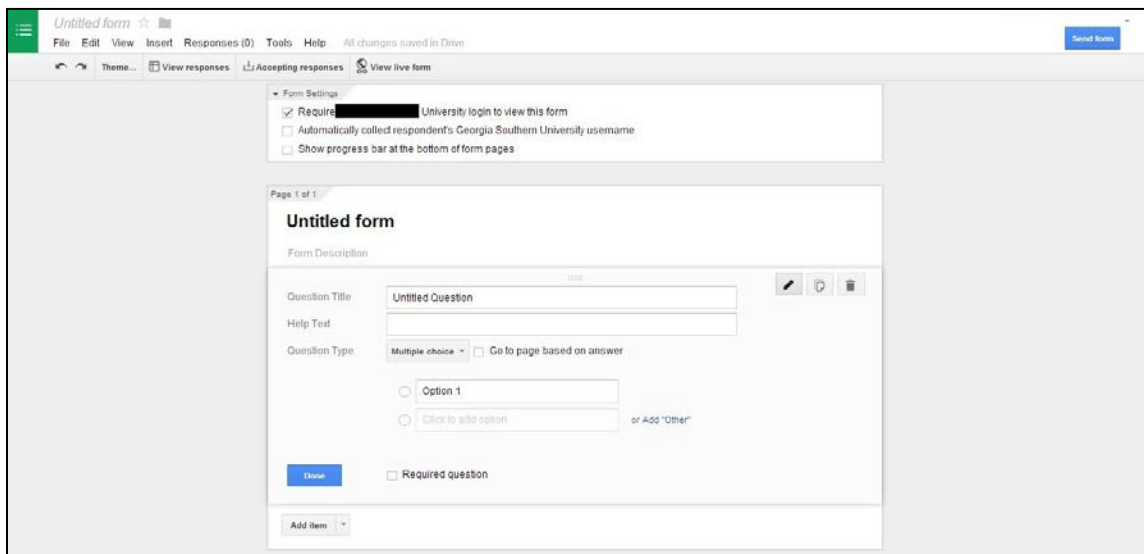 Untitled form
File Edit View Insert Responses (0) Tools Help All changes saved in Drive
Send form
Theme... View responses Accepting responses View live form
Form Settings
Require University login to view this form
Automatically collect respondent's Georgia Southern University username
Show progress bar at the bottom of form pages
Page 1 of 1
Untitled form
Form Description
Question Title Untitled Question
Help Text
Question Type Multiple choice Go to page based on answer
Option 1
Click to add option or Add "Other"
Done Required question
Add item